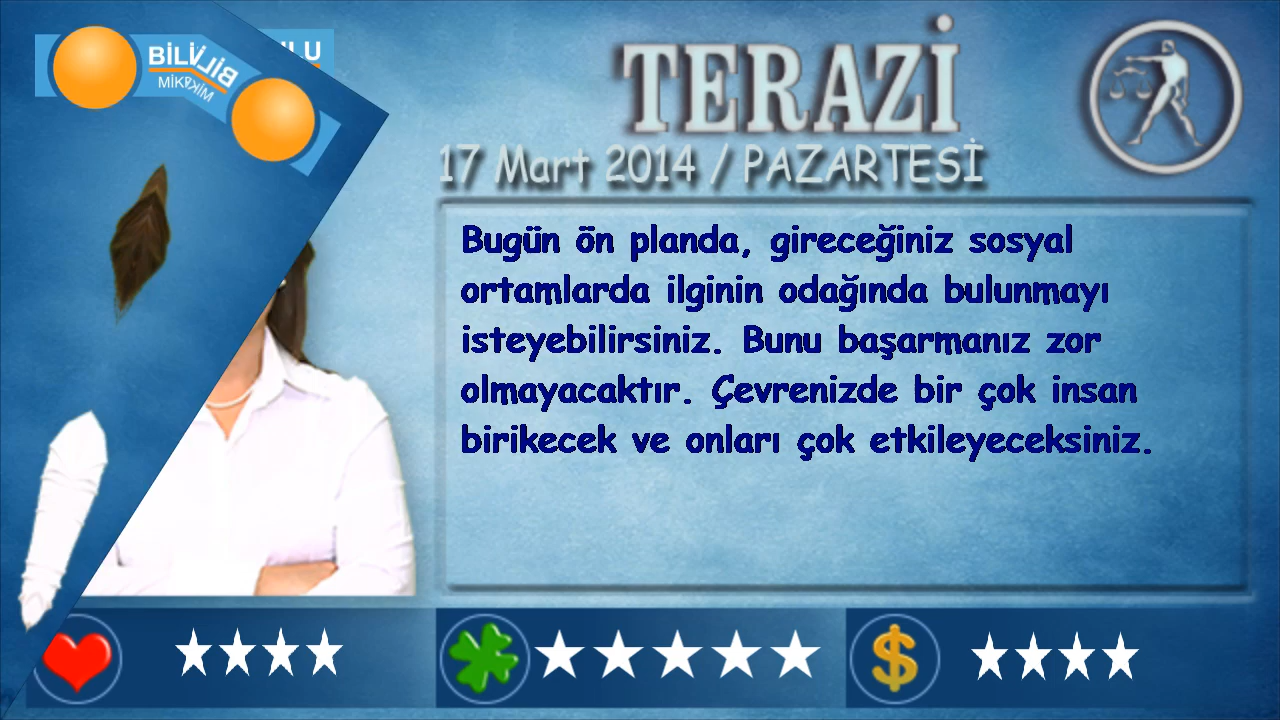 TERAZİ
17 Mart 2014 / PAZARTESİ
Bugün ön planda, gireceğiniz sosyal
ortamlarda ilginin odağında bulunmayı
isteyebilirsiniz. Bunu başarmanız zor
olmayacaktır. Çevrenizde bir çok insan
birikecek ve onları çok etkileyeceksiniz.